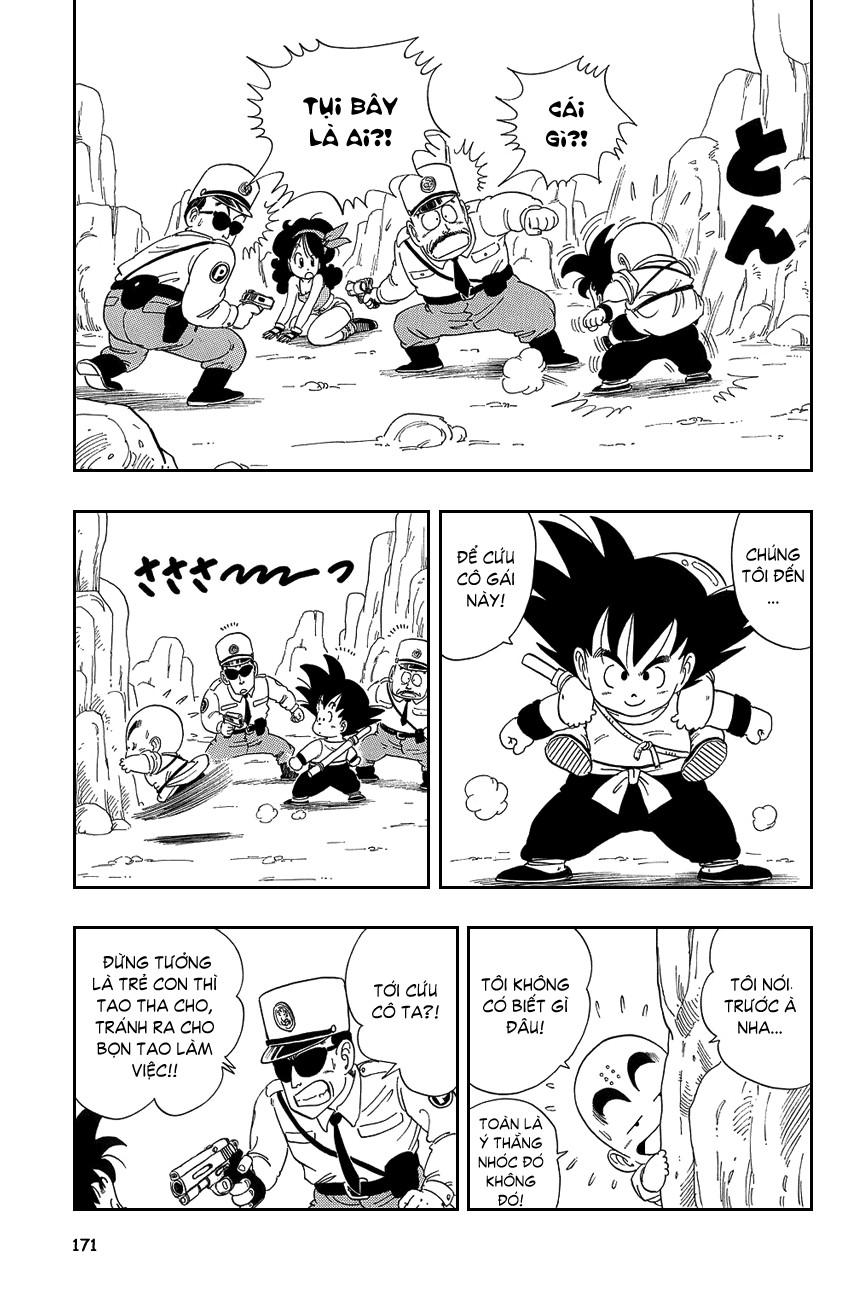 CÁI
GÌ?!
TỤI BÂY
LÀ AI?!
とん
CHÚNG
TÔI ĐẾN
...
ĐỂ CỨU
CÔ GÁI
NÀY!
ささささ〜〜っ
TÔI NÓI
TRƯỚC À
NHA...
TÔI KHÔNG
CÓ BIẾT GÌ
ĐÂU!
TOÀN LÀ
Ý THẰNG
NHÓC ĐÓ
KHÔNG
ĐÓ!
TỚI CỨU
CÔ TA?!
ĐỪNG TƯỞNG
LÀ TRẺ CON THÌ
TAO THA CHO,
TRÁNH RA CHO
BỌN TAO LÀM
VIỆC!!
171